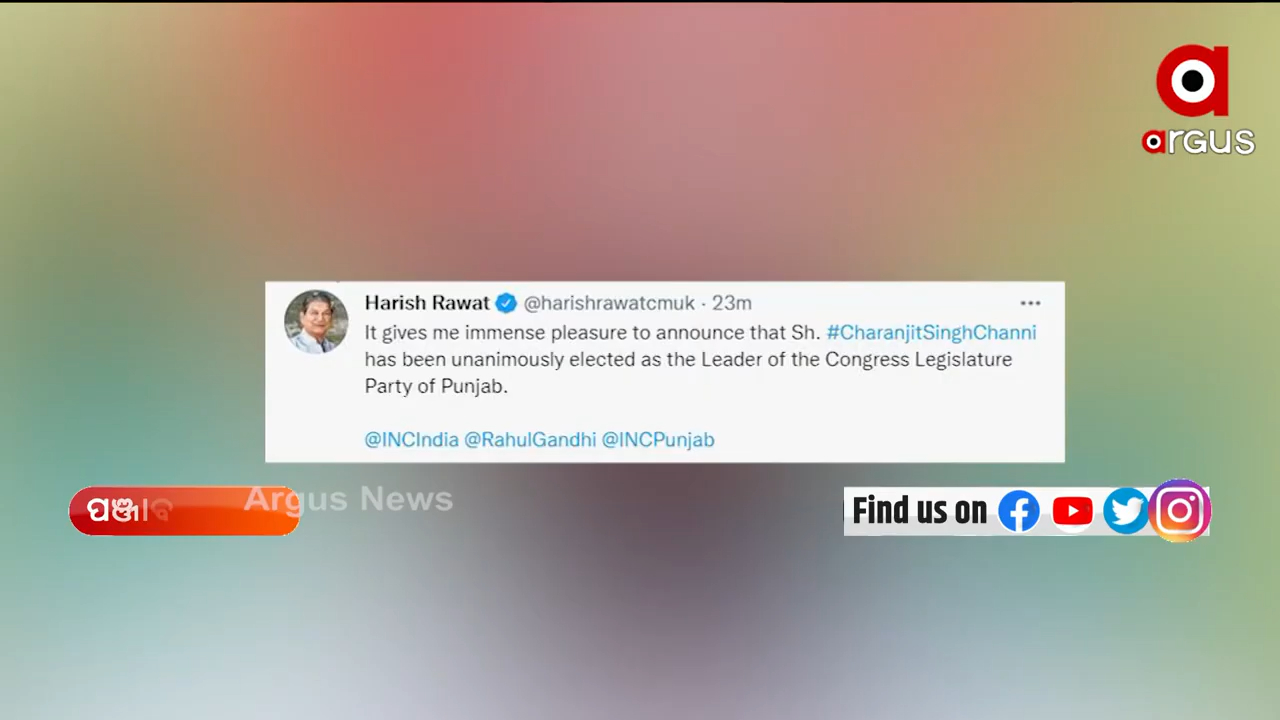 argus
Harish Rawat @harishrawatcmuk · 23m
It gives me immense pleasure to announce that Sh. #CharanjitSinghChanni
has been unanimously elected as the Leader of the Congress Legislature
Party of Punjab.
@INCIndia @RahulGandhi @INCPunjab
ପଞ୍ଜାବ
Argus News
Find us on